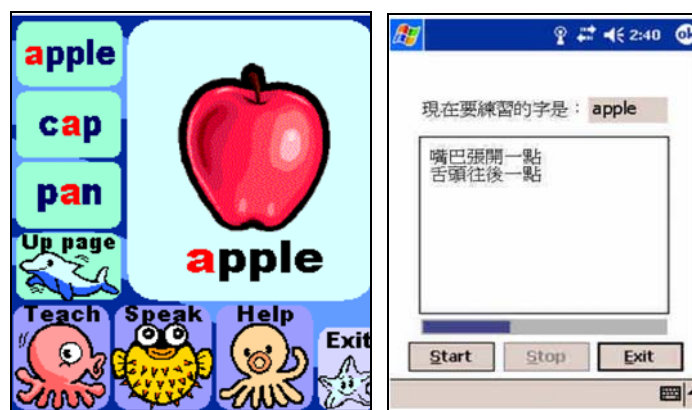 apple
cap
pan
Up page
apple
Teach Speak Help
Exit
2:40 ok
現在要練習的字是： apple
嘴巴張開一點
舌頭往後一點
Start Stop Exit